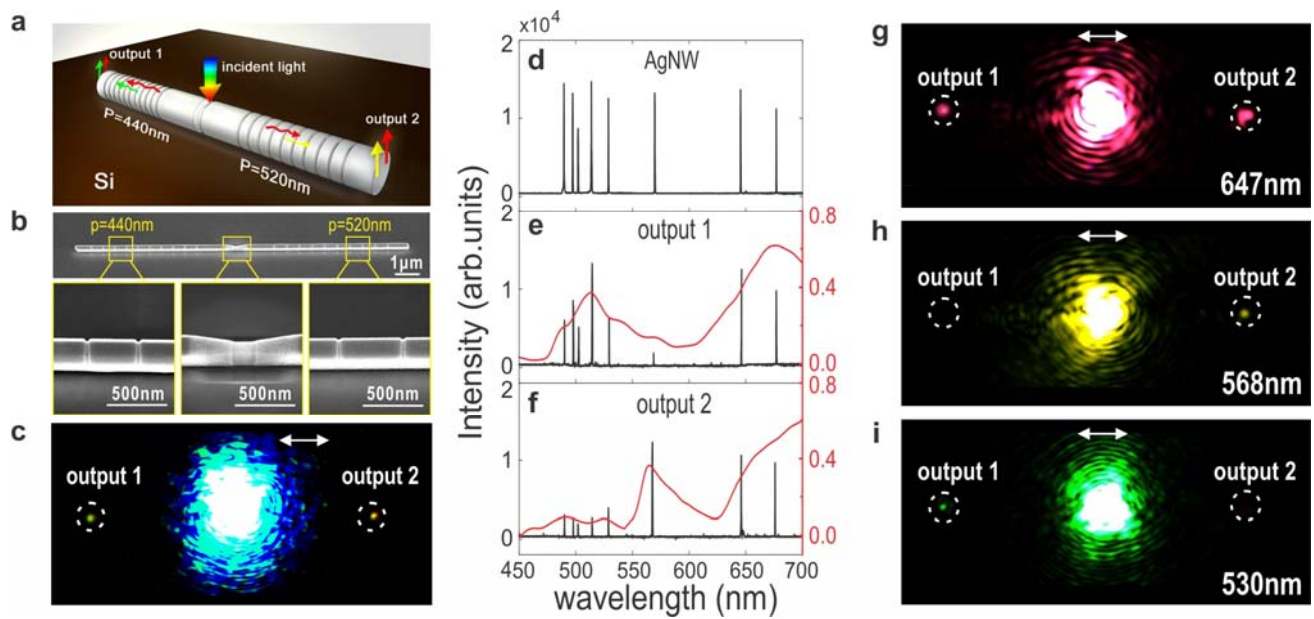 a
output 1
incident light
output 2
P=440nm
P=520nm
Si
b
p=440nm
p=520nm
1μm
500nm
500nm
500nm
c
output 1
output 2
x10⁴
2
d
AgNW
1
0
2
0.8
e
output 1
1
0.4
0
0.0
2
0.8
f
output 2
1
0.4
0
0.0
450 500 550 600 650 700
wavelength (nm)
Intensity (arb.units)
g
output 1
output 2
647nm
h
output 1
output 2
568nm
i
output 1
output 2
530nm